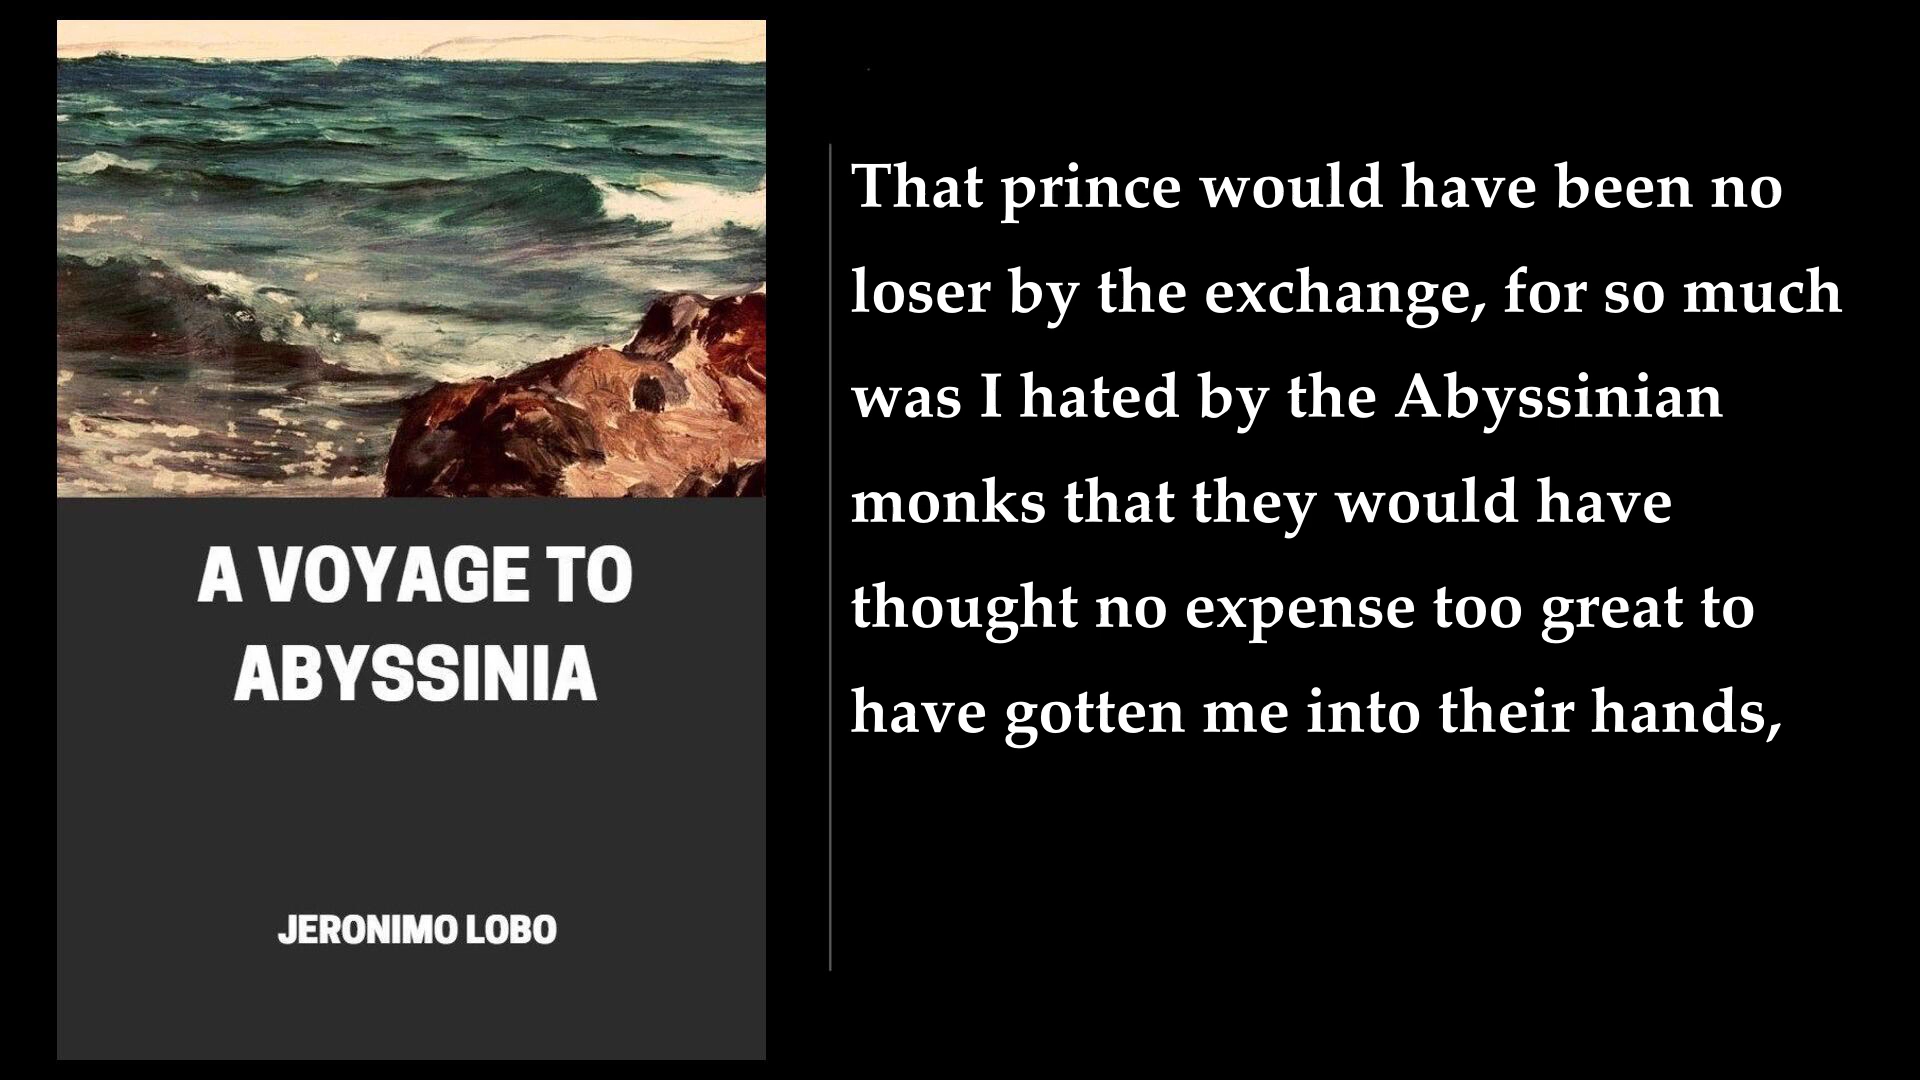 A VOYAGE TO
ABYSSINIA
JERONIMO LOBO
That prince would have been no
loser by the exchange, for so much
was I hated by the Abyssinian
monks that they would have
thought no expense too great to
have gotten me into their hands,